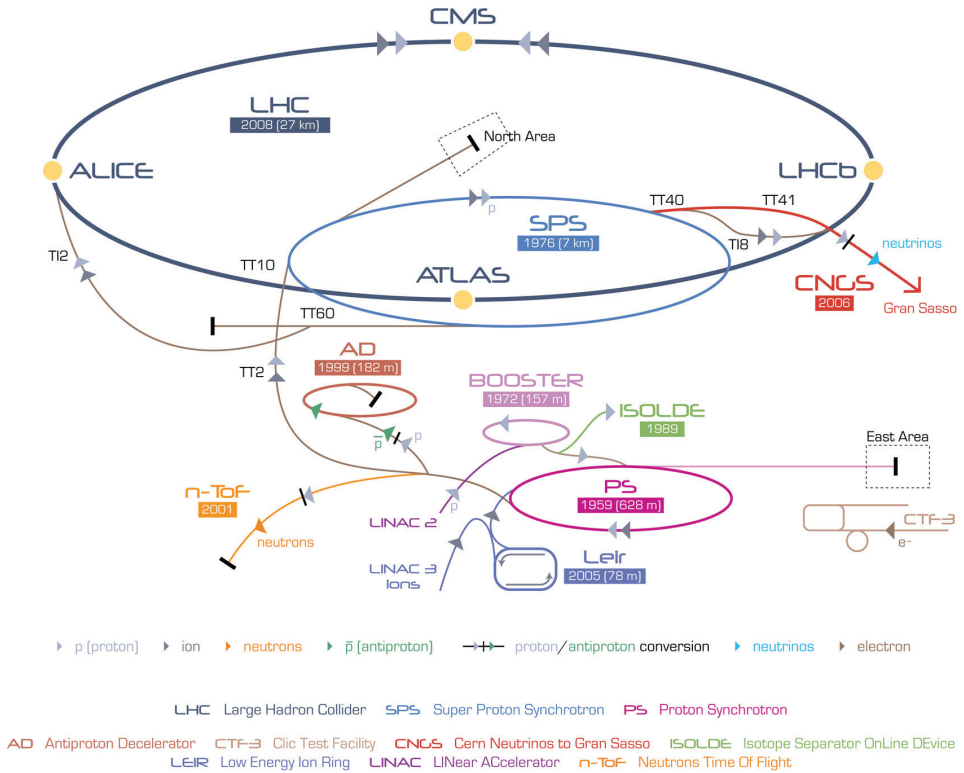 CMS
LHC
2008 (27 km)
North Area
ALICE
LHCb
TT40
TT41
p
SPS
1976 (7 km)
TI8
neutrinos
TI2
TT10
ATLAS
CNGS
2006
Gran Sasso
TT60
AD
1999 (182 m)
TT2
BOOSTER
1972 (157 m)
ISOLDE
1989
p̅
p
East Area
n-ToF
2001
PS
1959 (628 m)
LINAC 2
p
neutrons
CTF3
e-
LINAC 3
Ions
Leir
2005 (78 m)
p (proton)
ion
neutrons
p̅ (antiproton)
proton/antiproton conversion
neutrinos
electron
LHC Large Hadron Collider SPS Super Proton Synchrotron PS Proton Synchrotron
AD Antiproton Decelerator CTF-3 Clic Test Facility CNGS Cern Neutrinos to Gran Sasso ISOLDE Isotope Separator OnLine DEvice
LEIR Low Energy Ion Ring LINAC LINear ACcelerator n-ToF Neutrons Time Of Flight